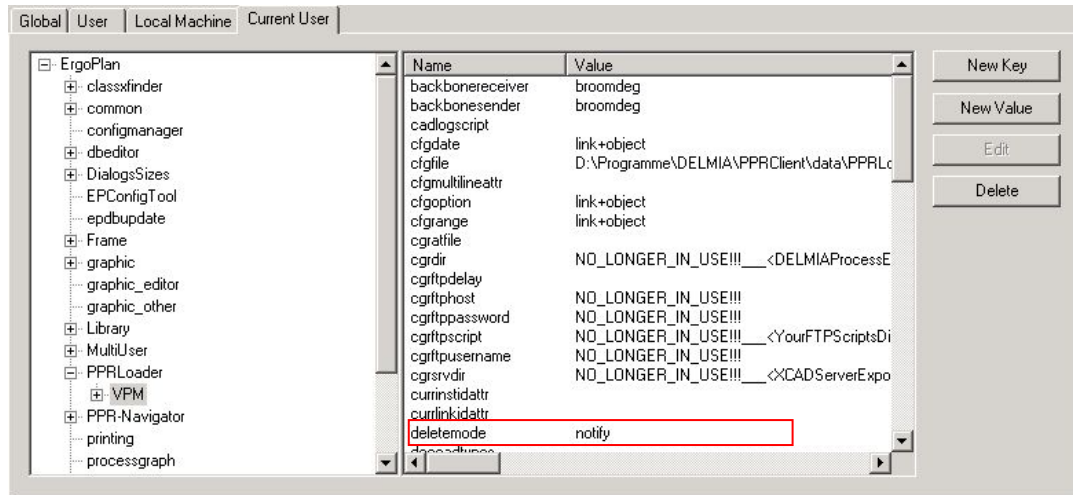 Global User Local Machine Current User
ErgoPlan
classxfinder
common
configmanager
dbeditor
DialogsSizes
EPConfigTool
epdbupdate
Frame
graphic
graphic_editor
graphic_other
Library
MultiUser
PPRLoader
VPM
PPR-Navigator
printing
processgraph
Name Value
backbonereceiver broomdeg
backbonesender broomdeg
cadlogscript
cfgdate link+object
cfgfile D:\Programme\DELMIA\PPRClient\data\PPRLo
cfgmultilineattr
cfgoption link+object
cfgrange link+object
cgratfile
cgrdir NO_LONGER_IN_USE!!!___<DELMIAProcessE
cgrftpdelay
cgrftphost NO_LONGER_IN_USE!!!
cgrftppassword NO_LONGER_IN_USE!!!
cgrftpscript NO_LONGER_IN_USE!!!___<YourFTPScriptsDi
cgrftpusername NO_LONGER_IN_USE!!!
cgrsrvdir NO_LONGER_IN_USE!!!___<XCADServerExpo
currinstidattr
currlinkidattr
deletemode notify
New Key
New Value
Edit
Delete